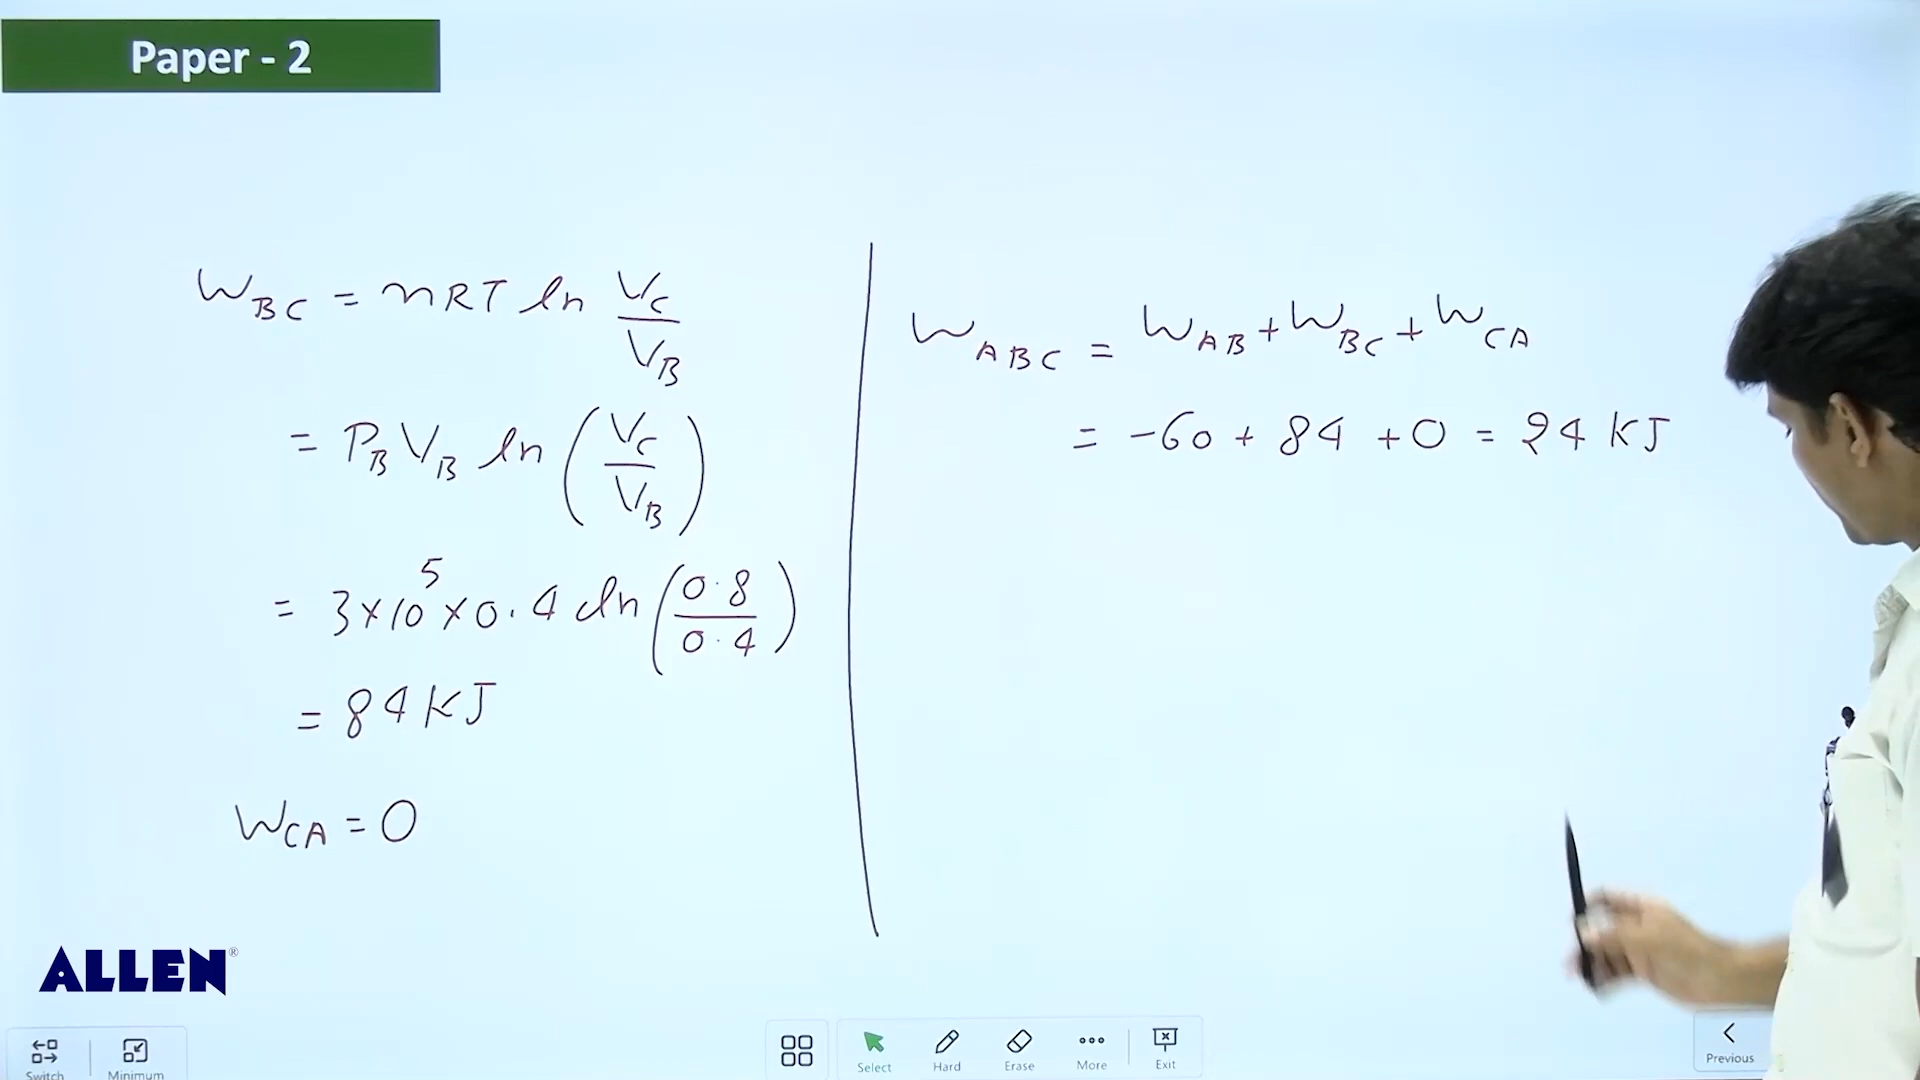 Paper - 2
W_BC = nRT ln V_C/V_B
= P_B V_B ln (V_C/V_B)
= 3×10^5×0.4 ln (0.8/0.4)
= 84 KJ
W_CA = 0
W_ABC = W_AB + W_BC + W_CA
= -60 + 84 + 0 = 24 KJ
ALLEN®
Switch
Minimum
Select
Hard
Erase
More
Exit
Previous